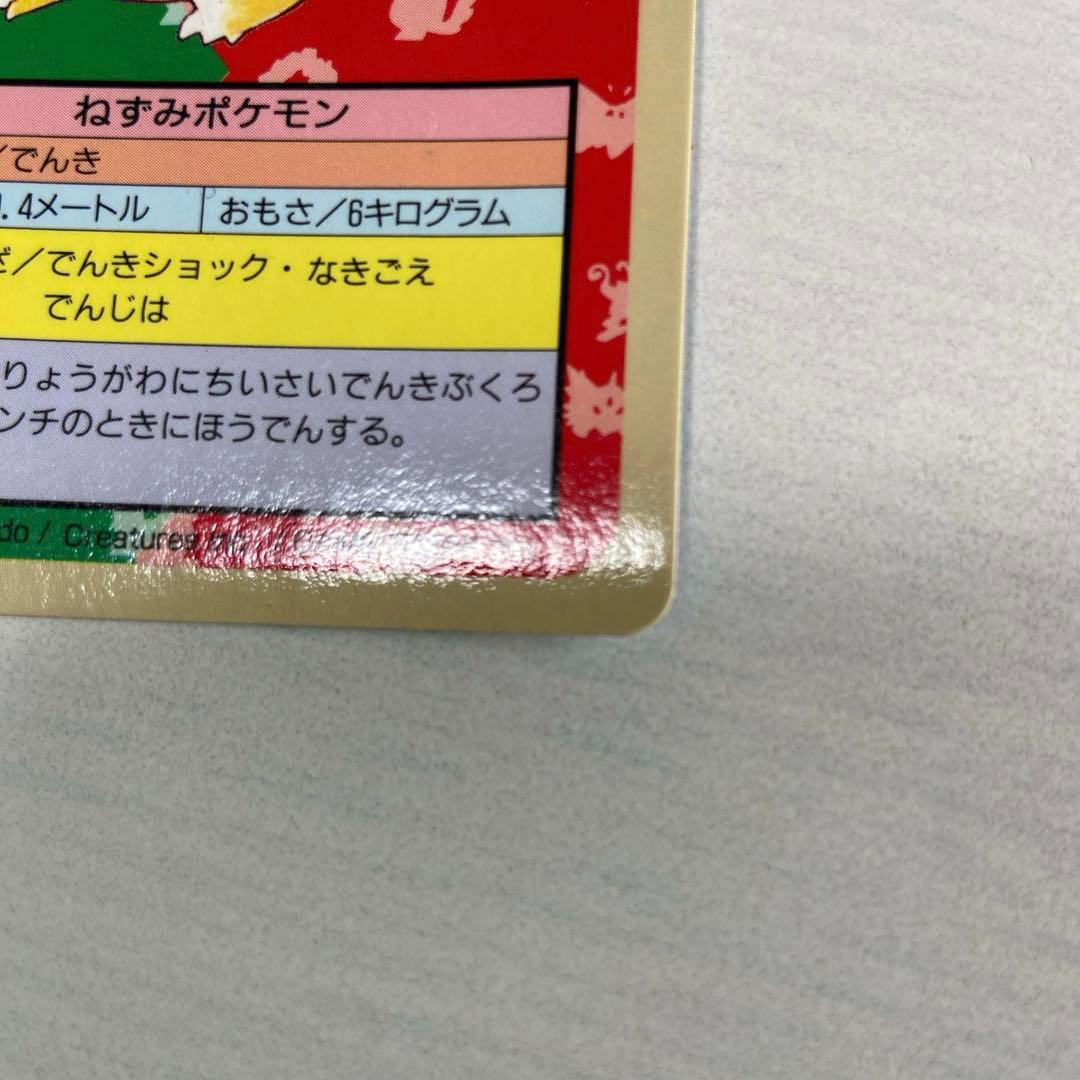 ねずみポケモン
／でんき
.4メートル
おもさ／6キログラム
／でんきショック・なきごえ
でんじは
りょうがわにちいさいでんきぶくろ
ンチのときにほうでんする。
do / Creatures inc.